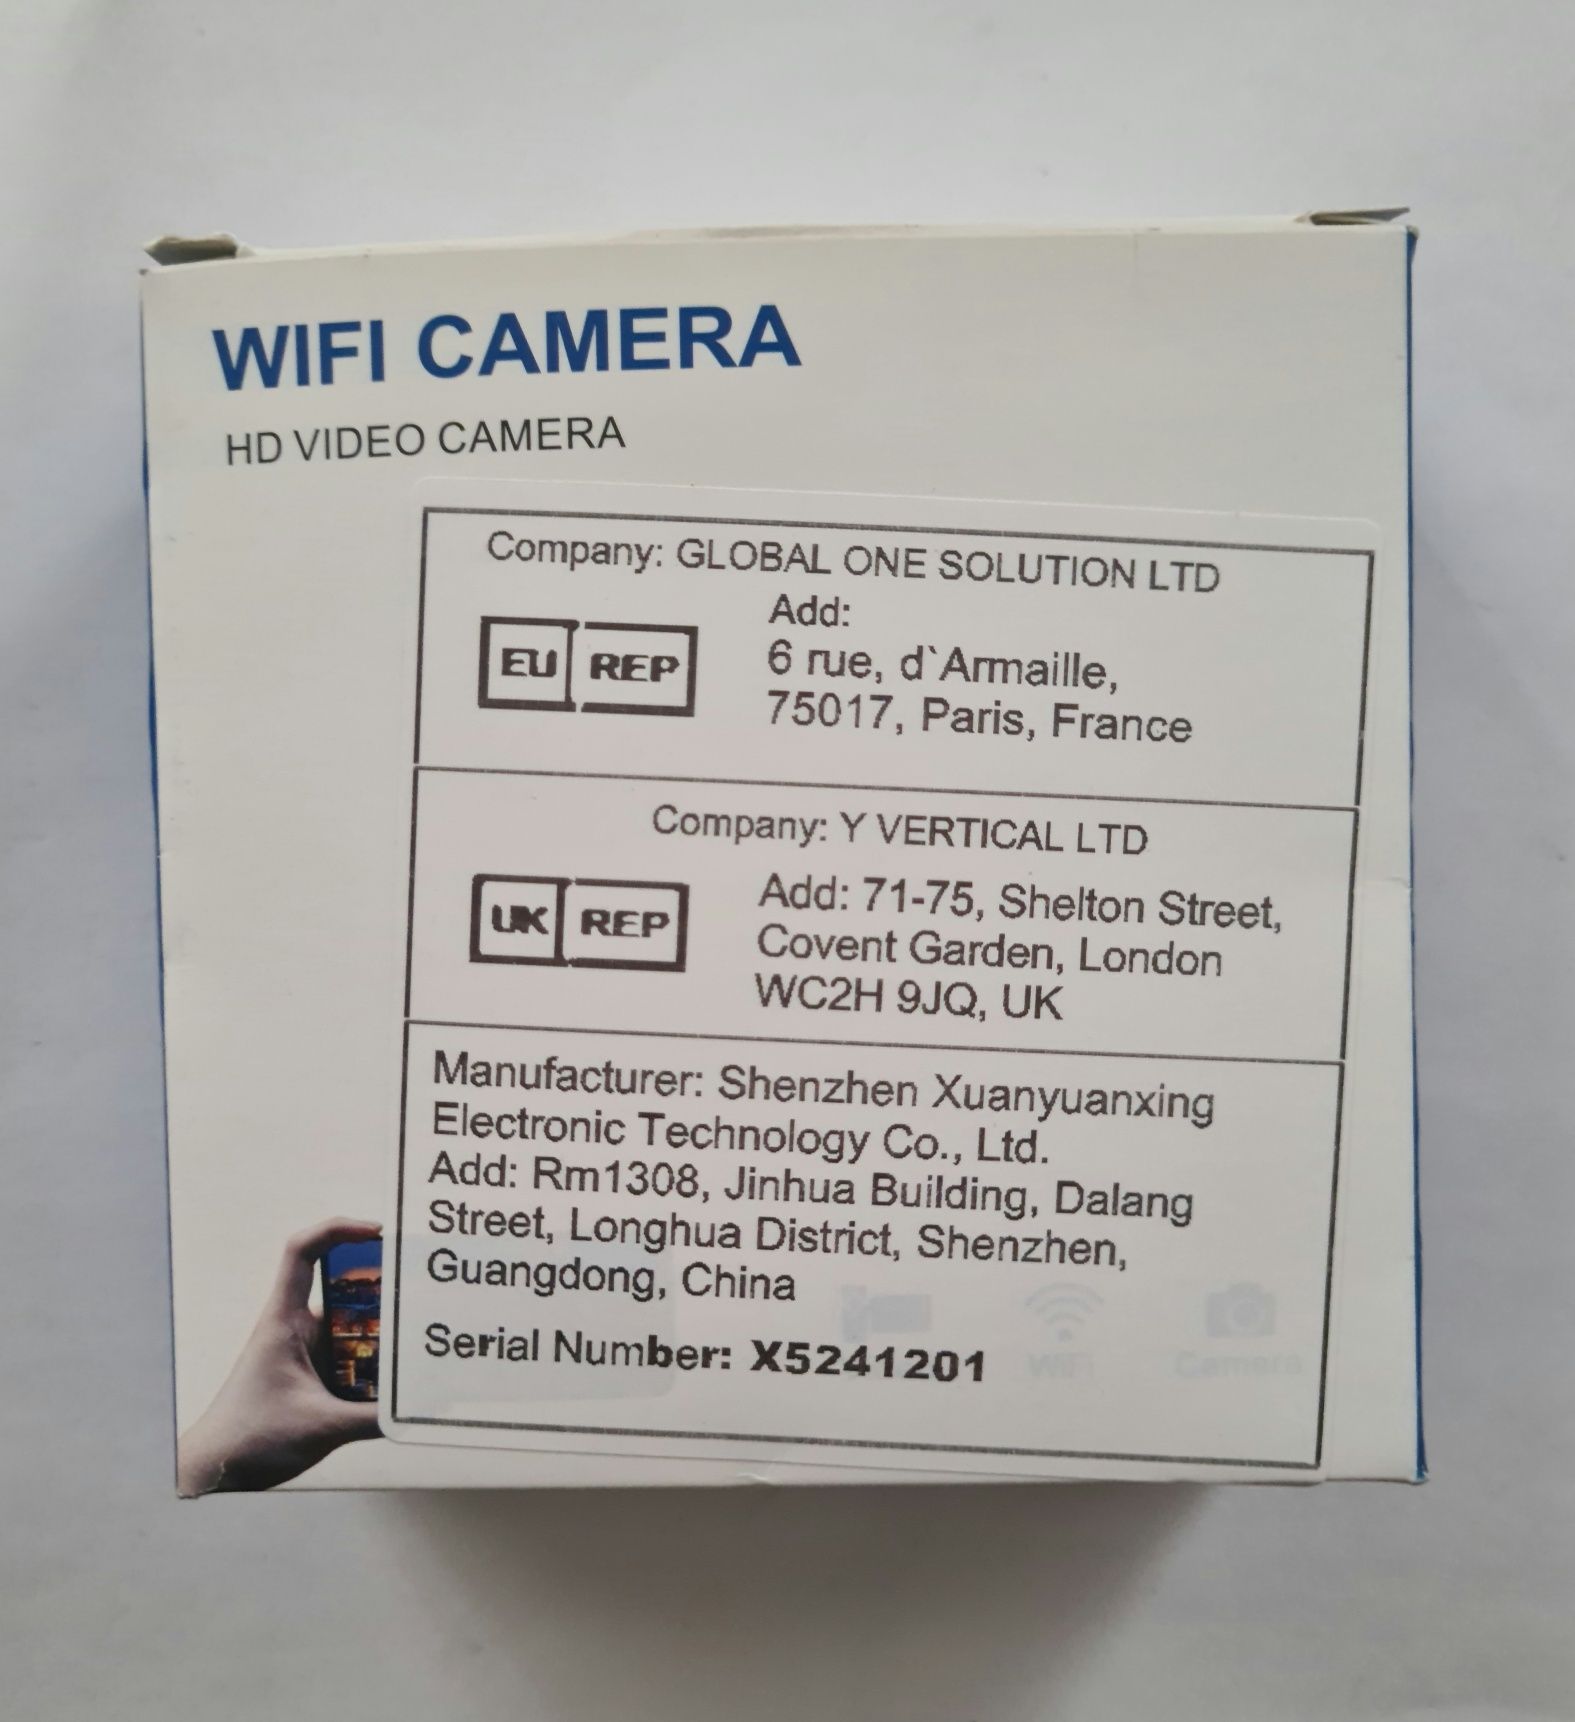 WIFI CAMERA
HD VIDEO CAMERA
Company: GLOBAL ONE SOLUTION LTD
EU REP
Add:
6 rue, d`Armaille,
75017, Paris, France
Company: Y VERTICAL LTD
UK REP
Add: 71-75, Shelton Street,
Covent Garden, London
WC2H 9JQ, UK
Manufacturer: Shenzhen Xuanyuanxing
Electronic Technology Co., Ltd.
Add: Rm1308, Jinhua Building, Dalang
Street, Longhua District, Shenzhen,
Guangdong, China
Serial Number: X5241201
WiFi
Camera